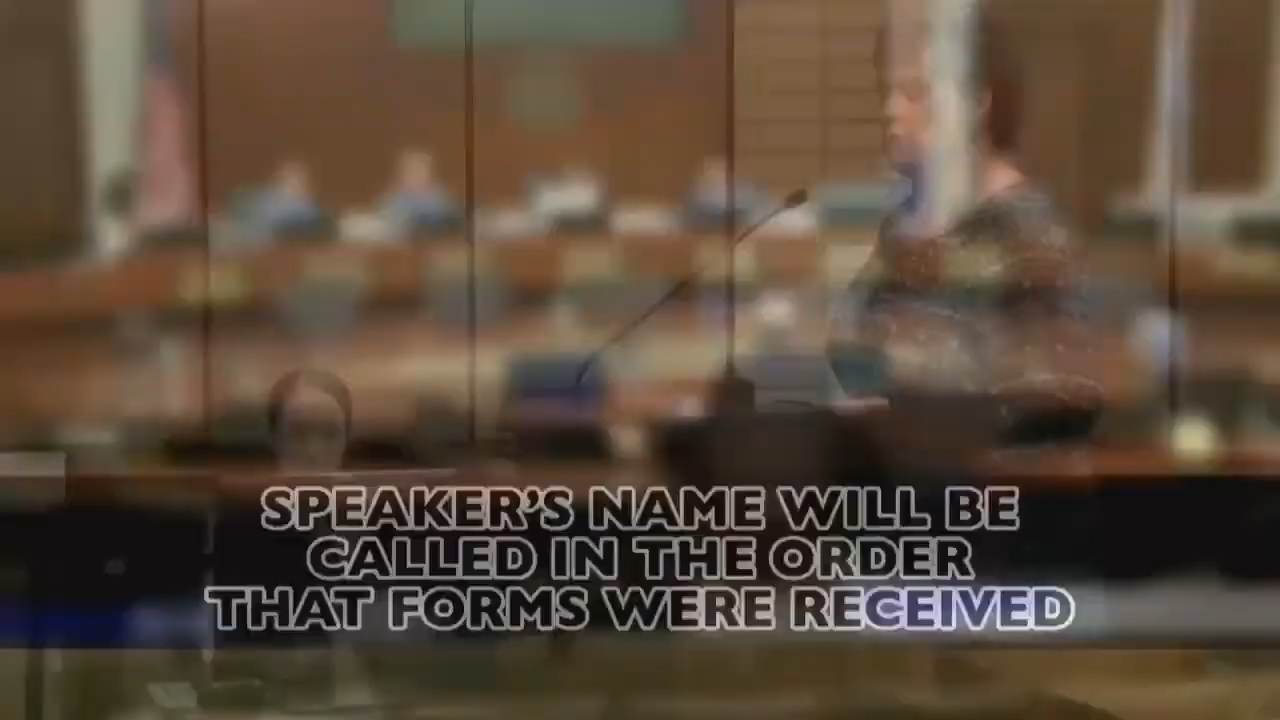 SPEAKER'S NAME WILL BE
CALLED IN THE ORDER
THAT FORMS WERE RECEIVED